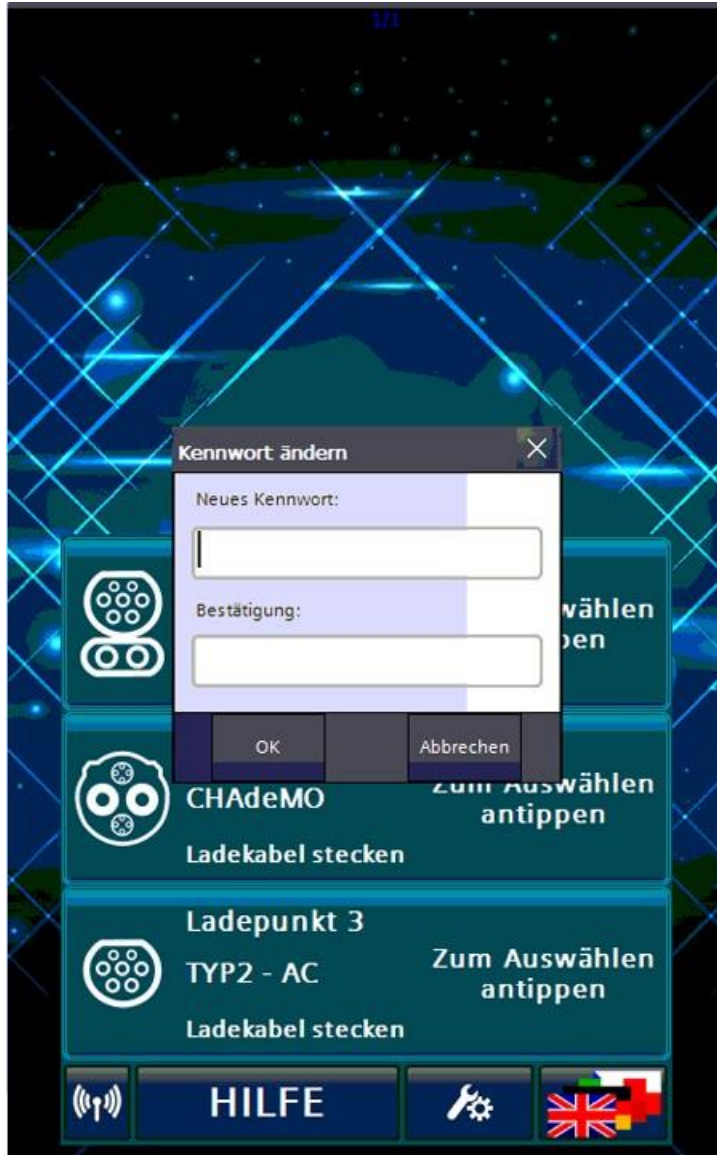 1/1
Kennwort ändern
Neues Kennwort:
Bestätigung:
OK
Abbrechen
CHAdeMO
Zum Auswählen
antippen
Ladekabel stecken
Ladepunkt 3
TYP2 - AC
Zum Auswählen
antippen
Ladekabel stecken
HILFE